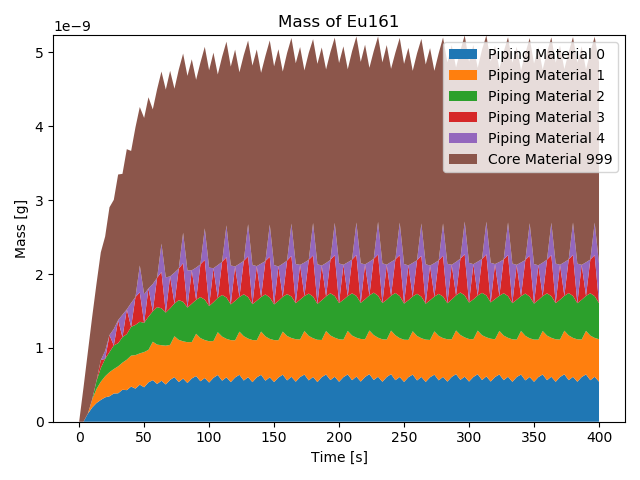 Mass of Eu161
1e−9
5
4
3
2
1
0
Mass [g]
0
50
100
150
200
250
300
350
400
Time [s]
Piping Material 0
Piping Material 1
Piping Material 2
Piping Material 3
Piping Material 4
Core Material 999